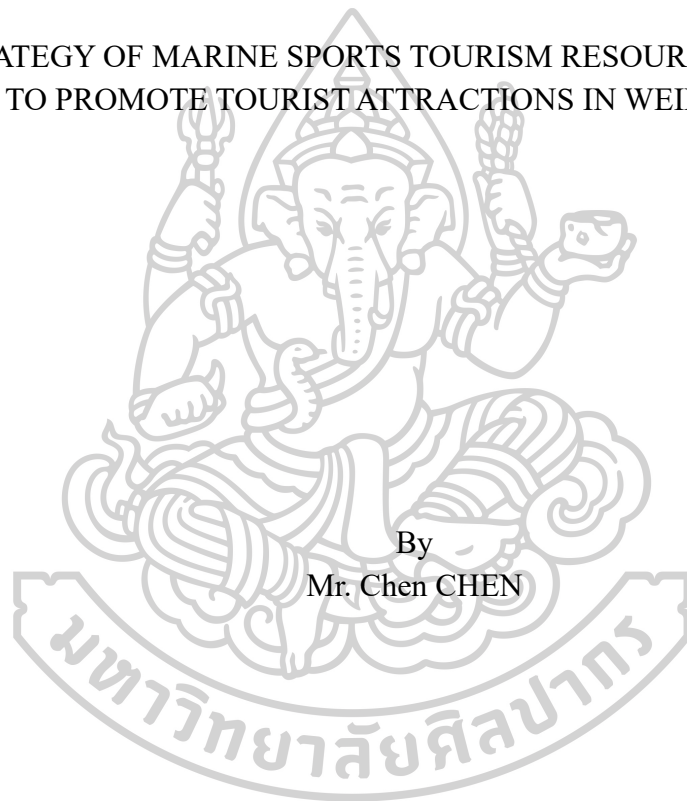 ATEGY OF MARINE SPORTS TOURISM RESOUR
TO PROMOTE TOURIST ATTRACTIONS IN WEI
By
Mr. Chen CHEN
มหาวิทยาลัยศิลปากร